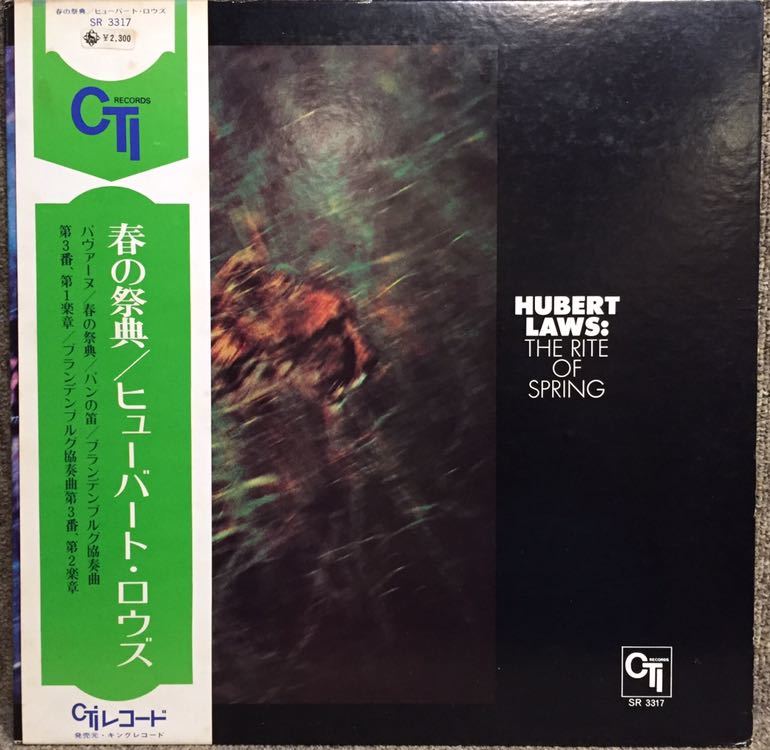 春の祭典/ヒューバート・ロウズ
SR 3317
¥2,300
CTI RECORDS
春の祭典/ヒューバート・ロウズ
パヴァーヌ/春の祭典/パンの笛/ブランデンブルグ協奏曲
第3番、第1楽章/ブランデンブルグ協奏曲第3番、第2楽章
CTiレコード
発売元・キングレコード
HUBERT
LAWS:
THE RITE
OF
SPRING
CTI RECORDS
SR 3317